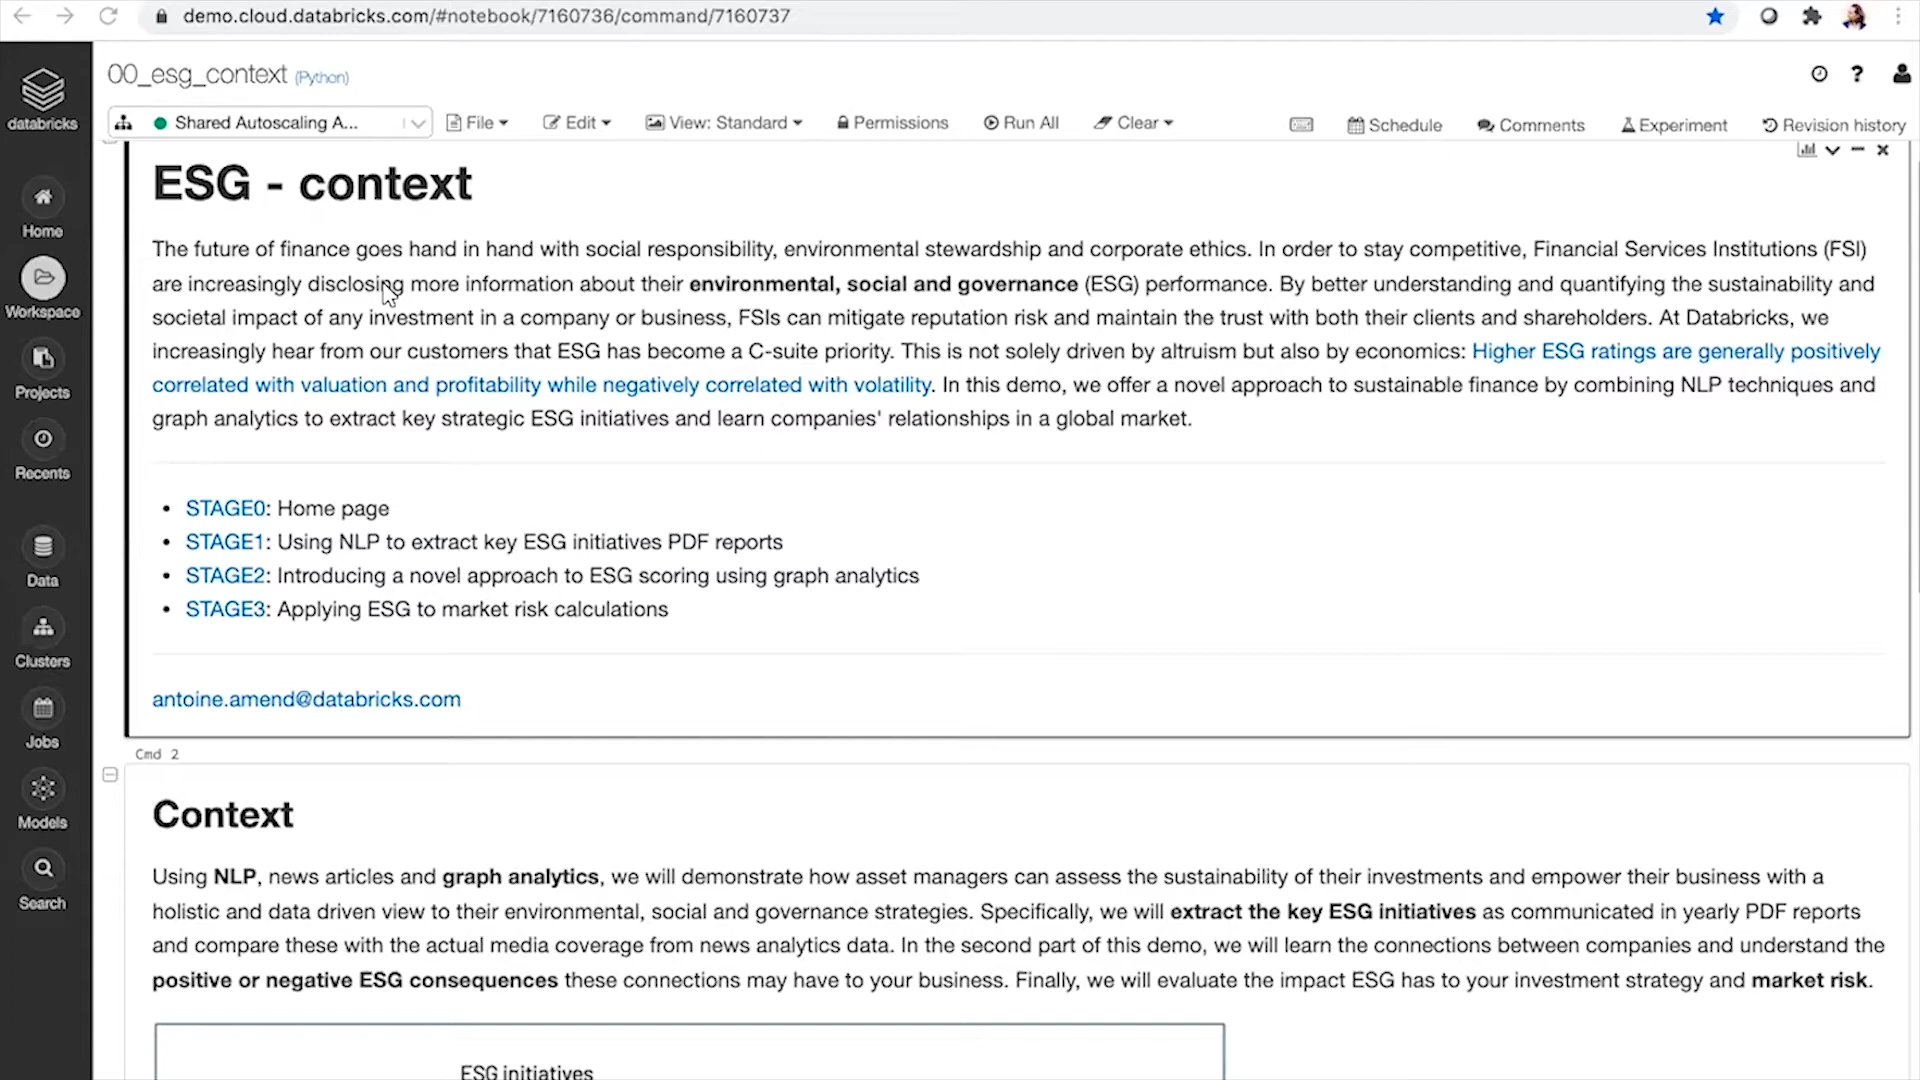 demo.cloud.databricks.com/#notebook/7160736/command/7160737
databricks
00_esg_context (Python)
Shared Autoscaling A...
File
Edit
View: Standard
Permissions
Run All
Clear
Schedule
Comments
Experiment
Revision history
Home
Workspace
Projects
Recents
Data
Clusters
Jobs
Models
Search
ESG - context
The future of finance goes hand in hand with social responsibility, environmental stewardship and corporate ethics. In order to stay competitive, Financial Services Institutions (FSI)
are increasingly disclosing more information about their environmental, social and governance (ESG) performance. By better understanding and quantifying the sustainability and
societal impact of any investment in a company or business, FSIs can mitigate reputation risk and maintain the trust with both their clients and shareholders. At Databricks, we
increasingly hear from our customers that ESG has become a C-suite priority. This is not solely driven by altruism but also by economics: Higher ESG ratings are generally positively
correlated with valuation and profitability while negatively correlated with volatility. In this demo, we offer a novel approach to sustainable finance by combining NLP techniques and
graph analytics to extract key strategic ESG initiatives and learn companies' relationships in a global market.
• STAGE0: Home page
• STAGE1: Using NLP to extract key ESG initiatives PDF reports
• STAGE2: Introducing a novel approach to ESG scoring using graph analytics
• STAGE3: Applying ESG to market risk calculations
antoine.amend@databricks.com
Cmd 2
Context
Using NLP, news articles and graph analytics, we will demonstrate how asset managers can assess the sustainability of their investments and empower their business with a
holistic and data driven view to their environmental, social and governance strategies. Specifically, we will extract the key ESG initiatives as communicated in yearly PDF reports
and compare these with the actual media coverage from news analytics data. In the second part of this demo, we will learn the connections between companies and understand the
positive or negative ESG consequences these connections may have to your business. Finally, we will evaluate the impact ESG has to your investment strategy and market risk.
ESG initiatives